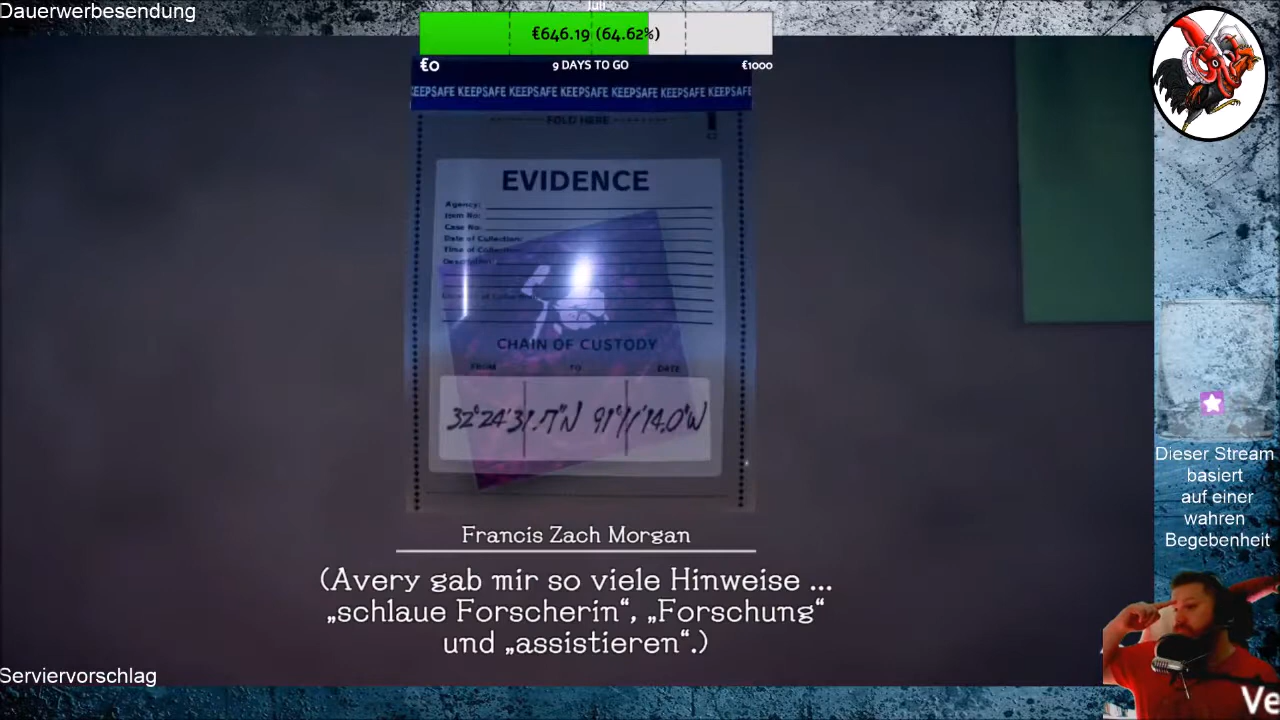 Dauerwerbesendung
Juli
€646.19 (64.62%)
€0
9 DAYS TO GO
€1000
KEEPSAFE KEEPSAFE KEEPSAFE KEEPSAFE KEEPSAFE KEEPSAFE KEEPSAFE
FOLD HERE
EVIDENCE
Agency:
Item No:
Case No:
Date of Collection:
Time of Collection:
Description:
CHAIN OF CUSTODY
FROM TO DATE
32°24'31.7"N 91°11'14.0"W
Francis Zach Morgan
(Avery gab mir so viele Hinweise ...
„schlaue Forscherin“, „Forschung“
und „assistieren“.)
Dieser Stream
basiert
auf einer
wahren
Begebenheit
Serviervorschlag
Ve